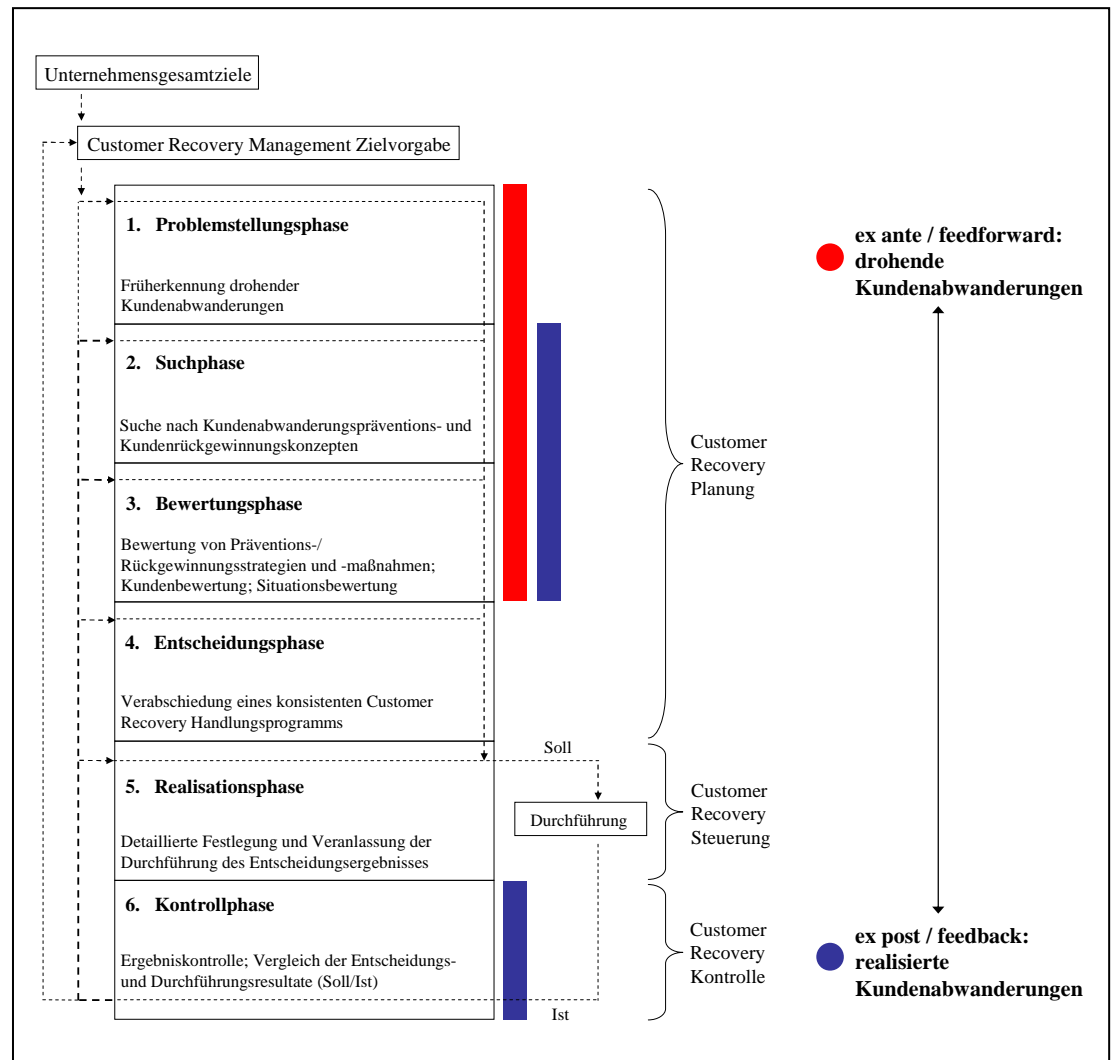 Unternehmensgesamtziele
Customer Recovery Management Zielvorgabe
1. Problemstellungsphase
Früherkennung drohender
Kundenabwanderungen
2. Suchphase
Suche nach Kundenabwanderungspräventions- und
Kundenrückgewinnungskonzepten
3. Bewertungsphase
Bewertung von Präventions-/
Rückgewinnungsstrategien und -maßnahmen;
Kundenbewertung; Situationsbewertung
4. Entscheidungsphase
Verabschiedung eines konsistenten Customer
Recovery Handlungsprogramms
5. Realisationsphase
Detaillierte Festlegung und Veranlassung der
Durchführung des Entscheidungsergebnisses
6. Kontrollphase
Ergebniskontrolle; Vergleich der Entscheidungs-
und Durchführungsresultate (Soll/Ist)
Soll
Durchführung
Ist
Customer
Recovery
Planung
Customer
Recovery
Steuerung
Customer
Recovery
Kontrolle
ex ante / feedforward:
drohende
Kundenabwanderungen
ex post / feedback:
realisierte
Kundenabwanderungen